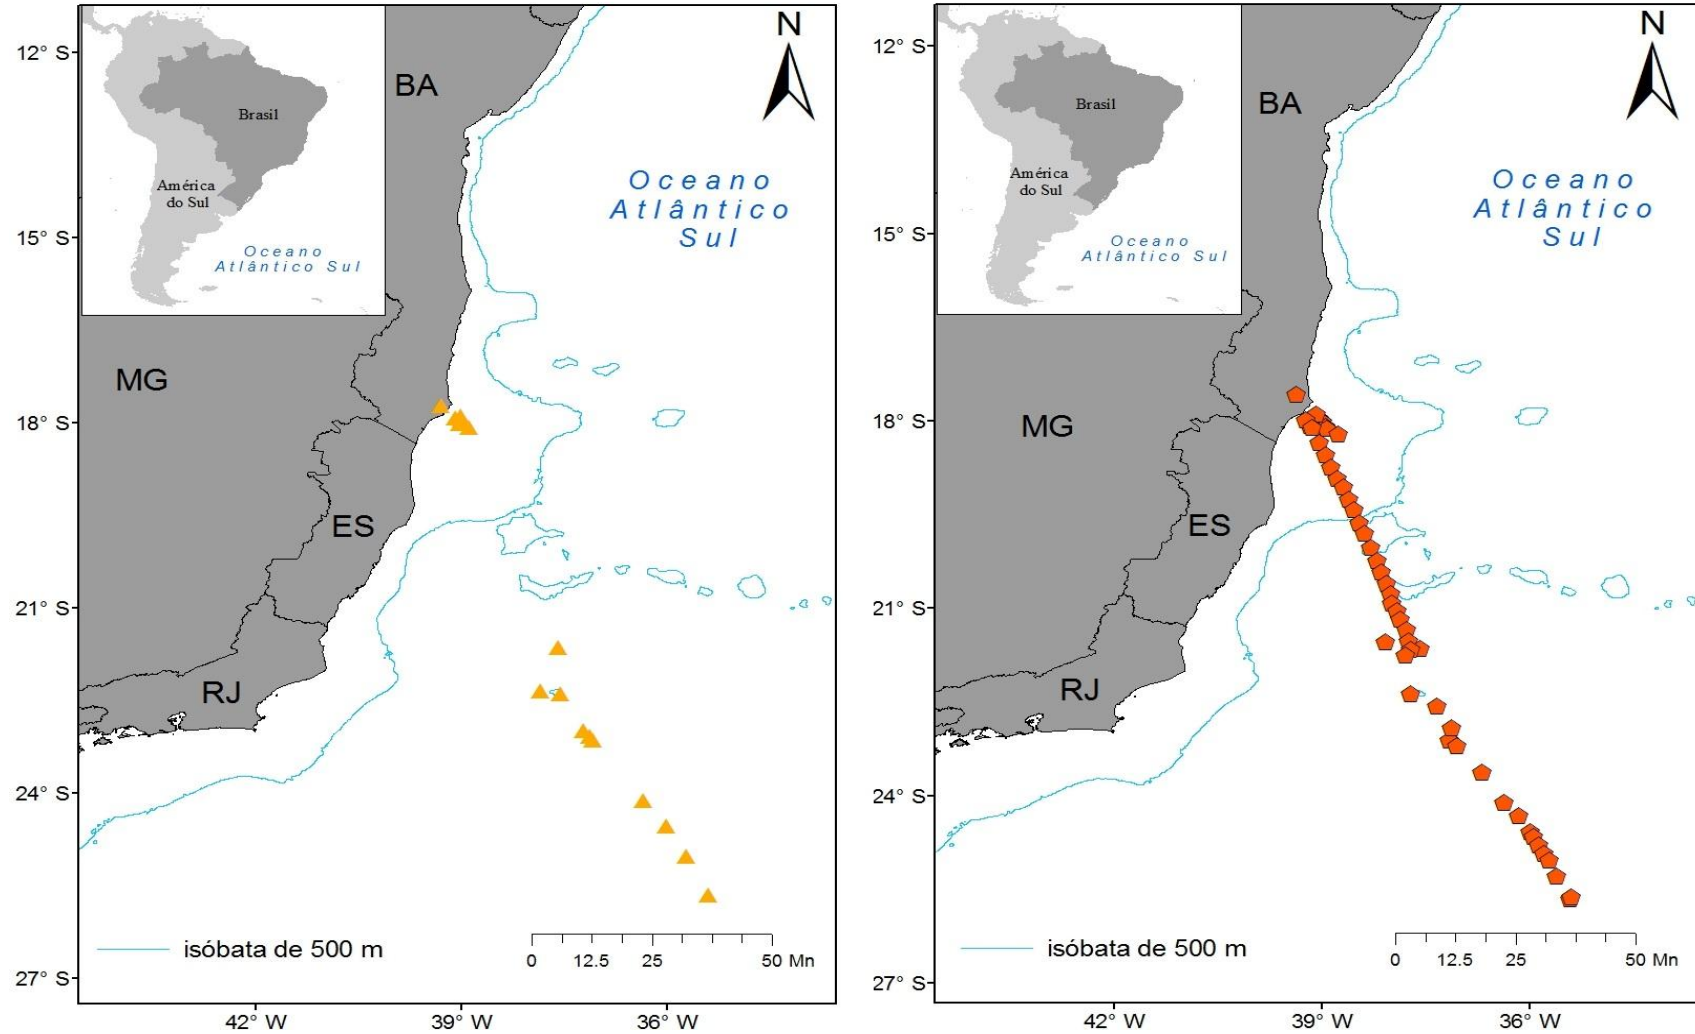 N
12° S
BA
Brasil
América
do Sul
Oceano
Atlântico Sul
Oceano
Atlântico
Sul
15° S
MG
18° S
ES
21° S
RJ
24° S
isóbata de 500 m
0 12.5 25 50 Mn
27° S
42° W 39° W 36° W
N
12° S
BA
Brasil
América
do Sul
Oceano
Atlântico Sul
Oceano
Atlântico
Sul
15° S
18° S
MG
ES
21° S
RJ
24° S
isóbata de 500 m
0 12.5 25 50 Mn
27° S
42° W 39° W 36° W